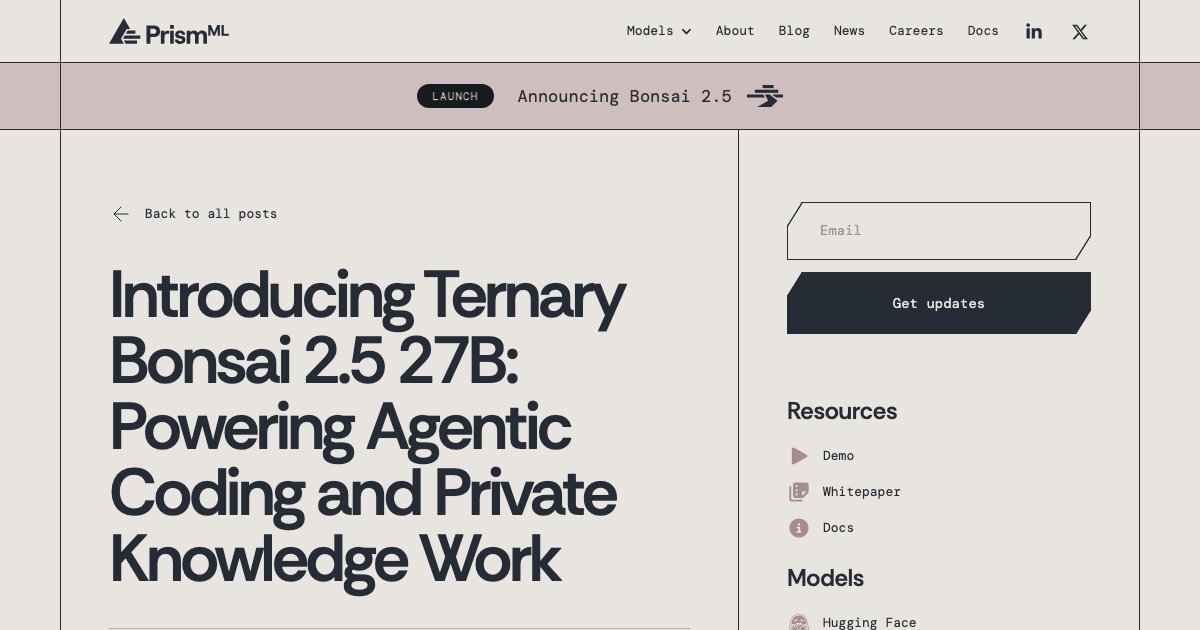 PrismML
Models About Blog News Careers Docs
LAUNCH Announcing Bonsai 2.5
Back to all posts
Introducing Ternary
Bonsai 2.5 27B:
Powering Agentic
Coding and Private
Knowledge Work
Email
Get updates
Resources
Demo
Whitepaper
Docs
Models
Hugging Face